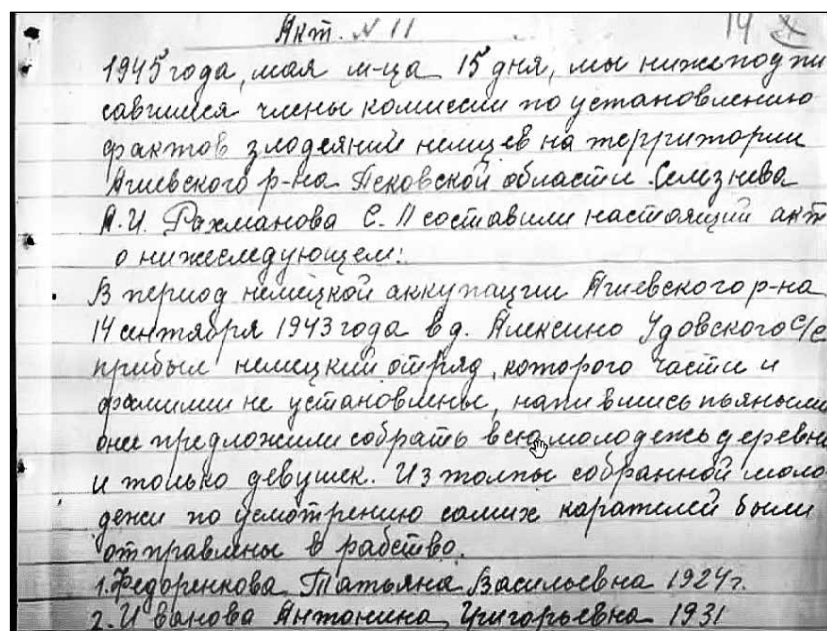 Акт. № 11 14
1945 года, мая м-ца 15 дня, мы нижеподпи
савшиеся члены комиссии по установлению
фактов злодеяний немцев на территории
Ашевского р-на Псковской области Селезнева
А.И. Рахманова С. П составили настоящий акт
о нижеследующем:
В период немецкой аккупации Ашевского р-на
14 сентября 1943 года в д. Алексино Удовского с/с
прибыл немецкий отряд, которого части и
фамилии не установлены, напившись пьяными
они предложили собрать всю молодежь деревни
и только девушек. Из толпы собранной моло
дежи по усмотрению самих карателей были
отправлены в рабство.
1. Федоренкова Татьяна Васильевна 1924 г.
2. Иванова Антонина Григорьевна 1931